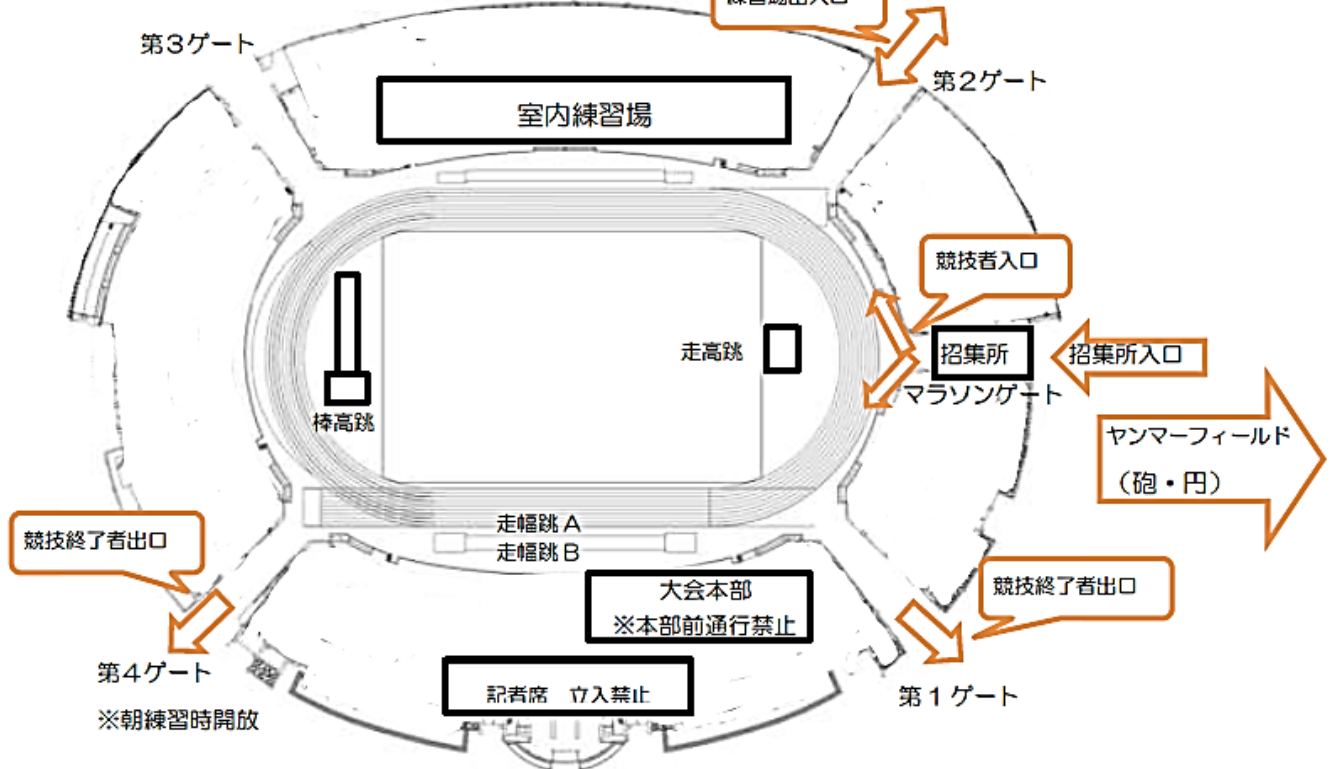 第3ゲート
第2ゲート
室内練習場
競技者入口
招集所
招集所入口
マラソンゲート
走高跳
棒高跳
ヤンマーフィールド
（砲・円）
走幅跳A
走幅跳B
競技終了者出口
大会本部
※本部前通行禁止
競技終了者出口
第4ゲート
※朝練習時開放
記者席　立入禁止
第1ゲート